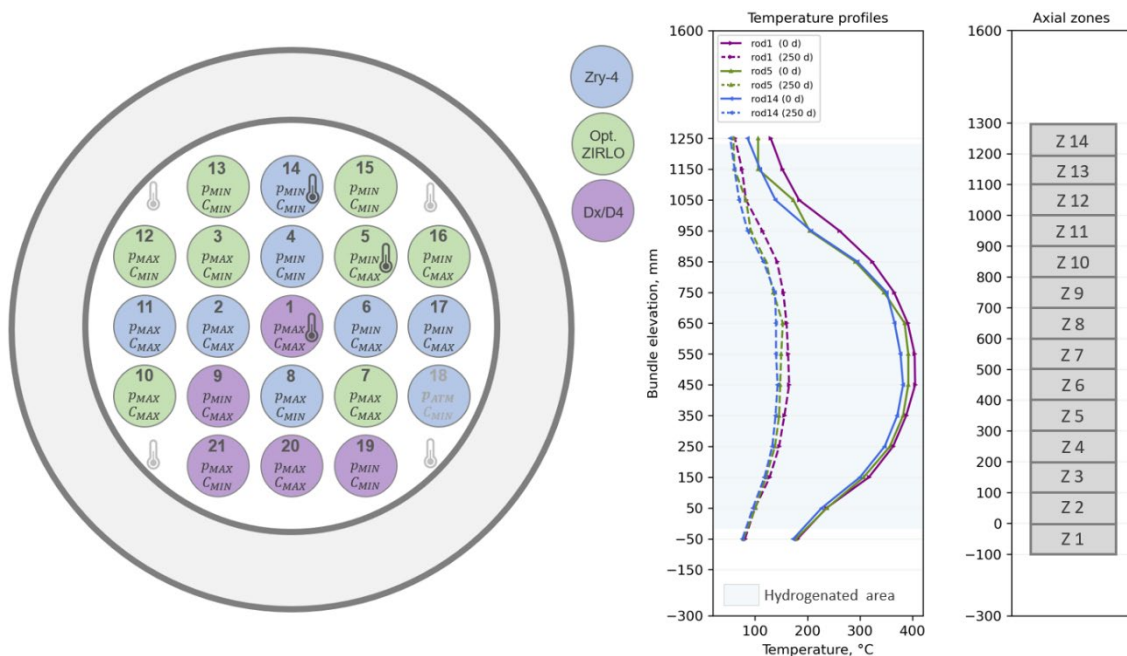 Zry-4
Opt.
ZIRLO
Dx/D4
13
pMIN
CMIN
14
pMIN
CMIN
15
pMIN
CMIN
12
pMAX
CMIN
3
pMAX
CMIN
4
pMIN
CMIN
5
pMIN
CMAX
16
pMIN
CMAX
11
pMAX
CMAX
2
pMAX
CMAX
1
pMAX
CMAX
6
pMIN
CMAX
17
pMIN
CMAX
10
pMAX
CMAX
9
pMIN
CMAX
8
pMAX
CMIN
7
pMAX
CMIN
18
pATM
CMIN
21
pMAX
CMIN
20
pMAX
CMAX
19
pMIN
CMIN
Temperature profiles
rod1 (0 d)
rod1 (250 d)
rod5 (0 d)
rod5 (250 d)
rod14 (0 d)
rod14 (250 d)
Bundle elevation, mm
1600
1250
1150
1050
950
850
750
650
550
450
350
250
150
50
−50
−150
−300
Hydrogenated area
100
200
300
400
Temperature, °C
Axial zones
1600
1300
1200
1100
1000
900
800
700
600
500
400
300
200
100
0
−100
−300
Z 14
Z 13
Z 12
Z 11
Z 10
Z 9
Z 8
Z 7
Z 6
Z 5
Z 4
Z 3
Z 2
Z 1